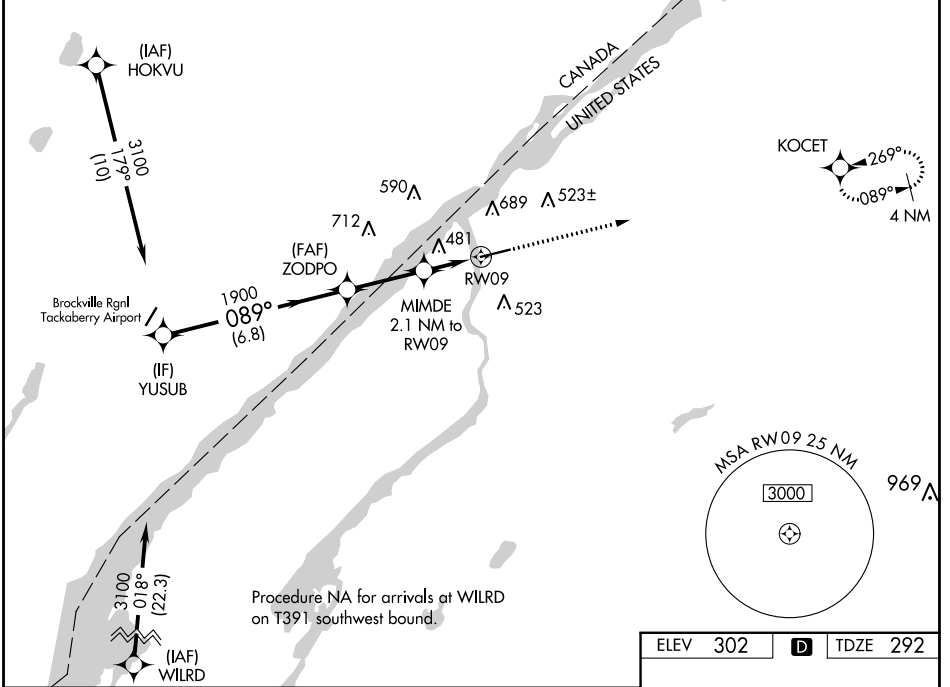 (IAF)
HOKVU
3100
179°
(10)
CANADA
UNITED STATES
KOCET
269°
089°
4 NM
590
712
689
523±
481
(FAF)
ZODPO
RW09
523
MIMDE
2.1 NM to
RW09
Brockville Rgnl
Tackaberry Airport
1900
089°
(6.8)
(IF)
YUSUB
MSA RW09 25 NM
3000
969
3100
018°
(22.3)
Procedure NA for arrivals at WILRD
on T391 southwest bound.
(IAF)
WILRD
ELEV 302 D TDZE 292